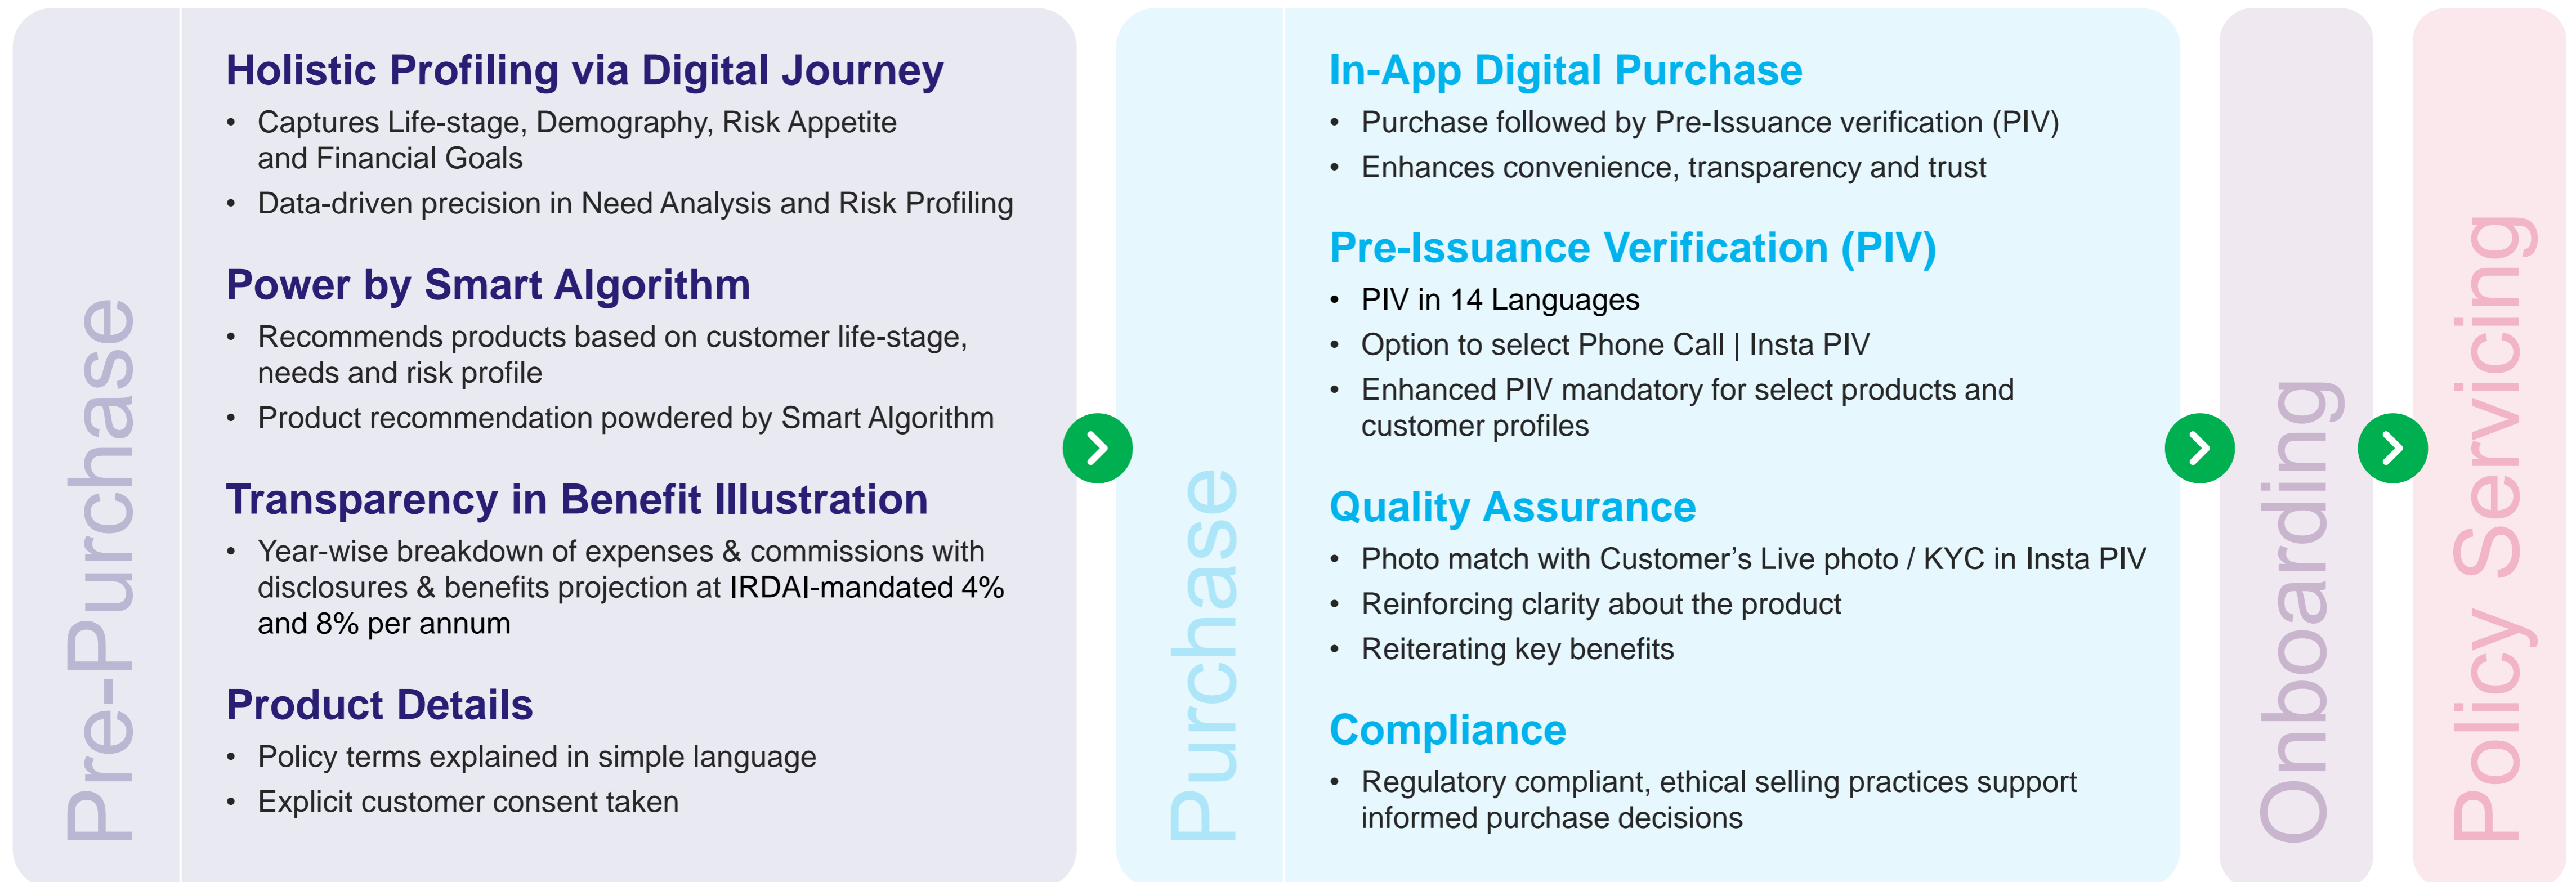 Pre-Purchase
Holistic Profiling via Digital Journey
• Captures Life-stage, Demography, Risk Appetite
and Financial Goals
• Data-driven precision in Need Analysis and Risk Profiling
Power by Smart Algorithm
• Recommends products based on customer life-stage,
needs and risk profile
• Product recommendation powdered by Smart Algorithm
Transparency in Benefit Illustration
• Year-wise breakdown of expenses & commissions with
disclosures & benefits projection at IRDAI-mandated 4%
and 8% per annum
Product Details
• Policy terms explained in simple language
• Explicit customer consent taken
Purchase
In-App Digital Purchase
• Purchase followed by Pre-Issuance verification (PIV)
• Enhances convenience, transparency and trust
Pre-Issuance Verification (PIV)
• PIV in 14 Languages
• Option to select Phone Call | Insta PIV
• Enhanced PIV mandatory for select products and
customer profiles
Quality Assurance
• Photo match with Customer’s Live photo / KYC in Insta PIV
• Reinforcing clarity about the product
• Reiterating key benefits
Compliance
• Regulatory compliant, ethical selling practices support
informed purchase decisions
Onboarding
Policy Servicing